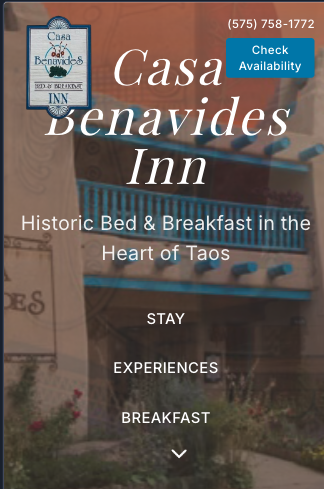 (575) 758-1772
Casa
Benavides
BED & BREAKFAST
INN
Check
Availability
Casa
Benavides
Inn
Historic Bed & Breakfast in the
Heart of Taos
STAY
EXPERIENCES
BREAKFAST
DES